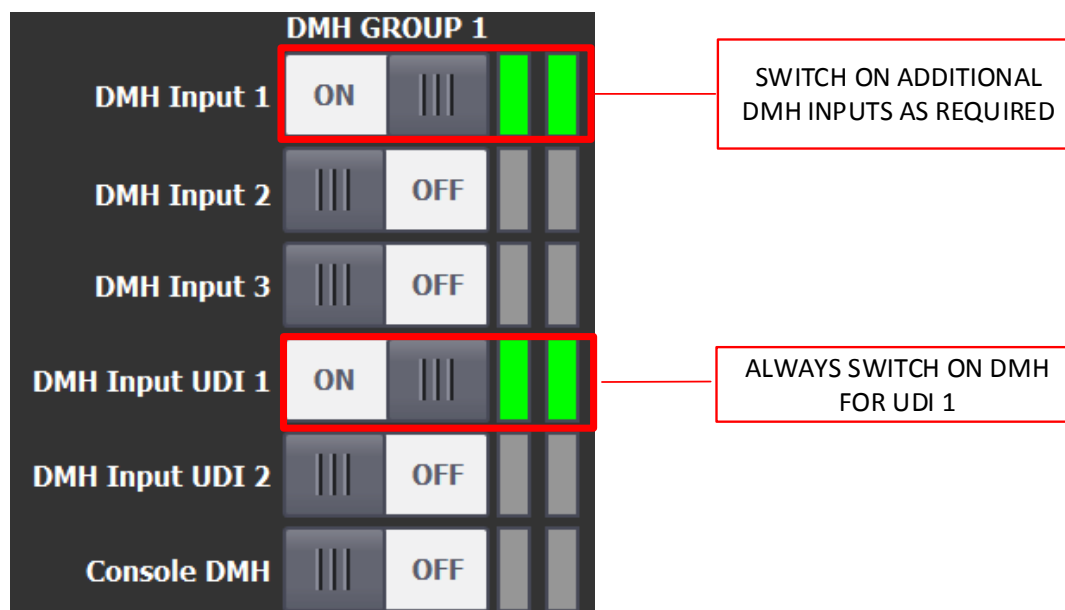 DMH GROUP 1
DMH Input 1 ON
SWITCH ON ADDITIONAL
DMH INPUTS AS REQUIRED
DMH Input 2 OFF
DMH Input 3 OFF
DMH Input UDI 1 ON
ALWAYS SWITCH ON DMH
FOR UDI 1
DMH Input UDI 2 OFF
Console DMH OFF